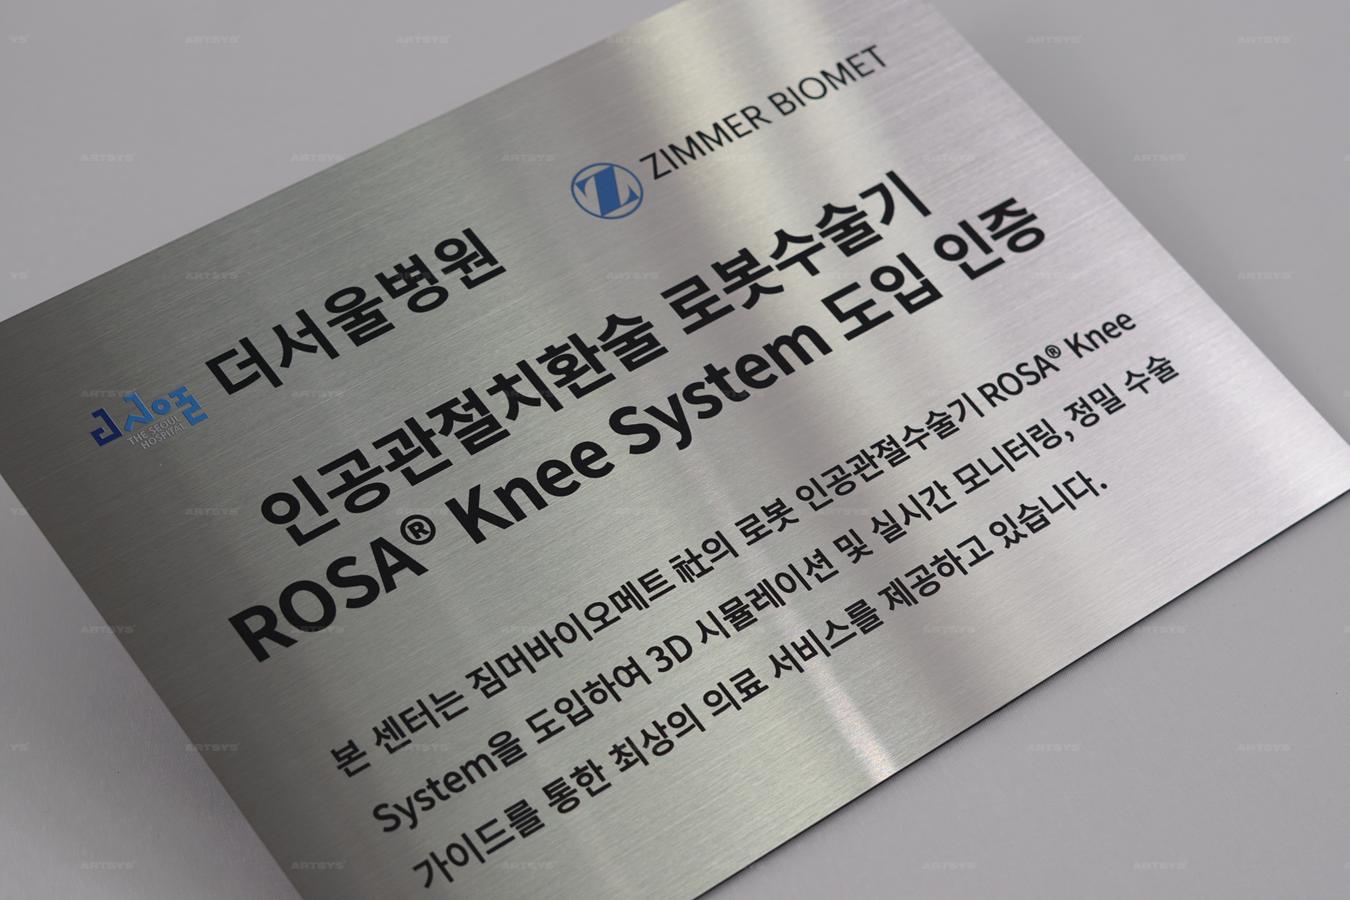 ZIMMER BIOMET
더서울병원
THE SEOUL
HOSPITAL
인공관절치환술 로봇수술기
ROSA® Knee System 도입 인증
본 센터는 짐머바이오메트 社의 로봇 인공관절수술기 ROSA® Knee
System을 도입하여 3D 시뮬레이션 및 실시간 모니터링, 정밀 수술
가이드를 통한 최상의 의료 서비스를 제공하고 있습니다.
ARTSYS